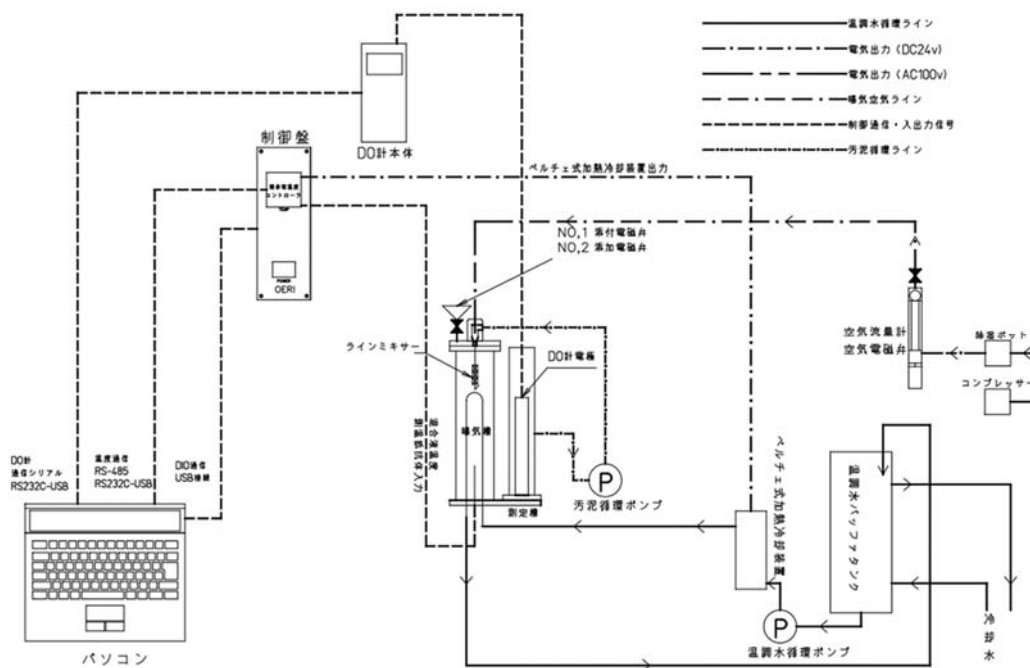 温調水循環ライン
電気出力(DC24v)
電気出力(AC100v)
曝気空気ライン
制御通信・入出力信号
汚泥循環ライン
DO計本体
制御盤
コントローラ
POWER
OERI
ペルチェ式加熱冷却装置出力
NO,1 添付電磁弁
NO,2 添加電磁弁
空気流量計
空気電磁弁
除湿ポット
コンプレッサー
ラインミキサー
DO計電極
曝気槽
混合液温度
測温抵抗体入力
P
汚泥循環ポンプ
測定槽
ペルチェ式加熱冷却装置
温調水バッファタンク
冷却水
P
温調水循環ポンプ
DO計
通信シリアル
RS232C-USB
温度通信
RS-485
RS232C-USB
DIO通信
USB接続
パソコン